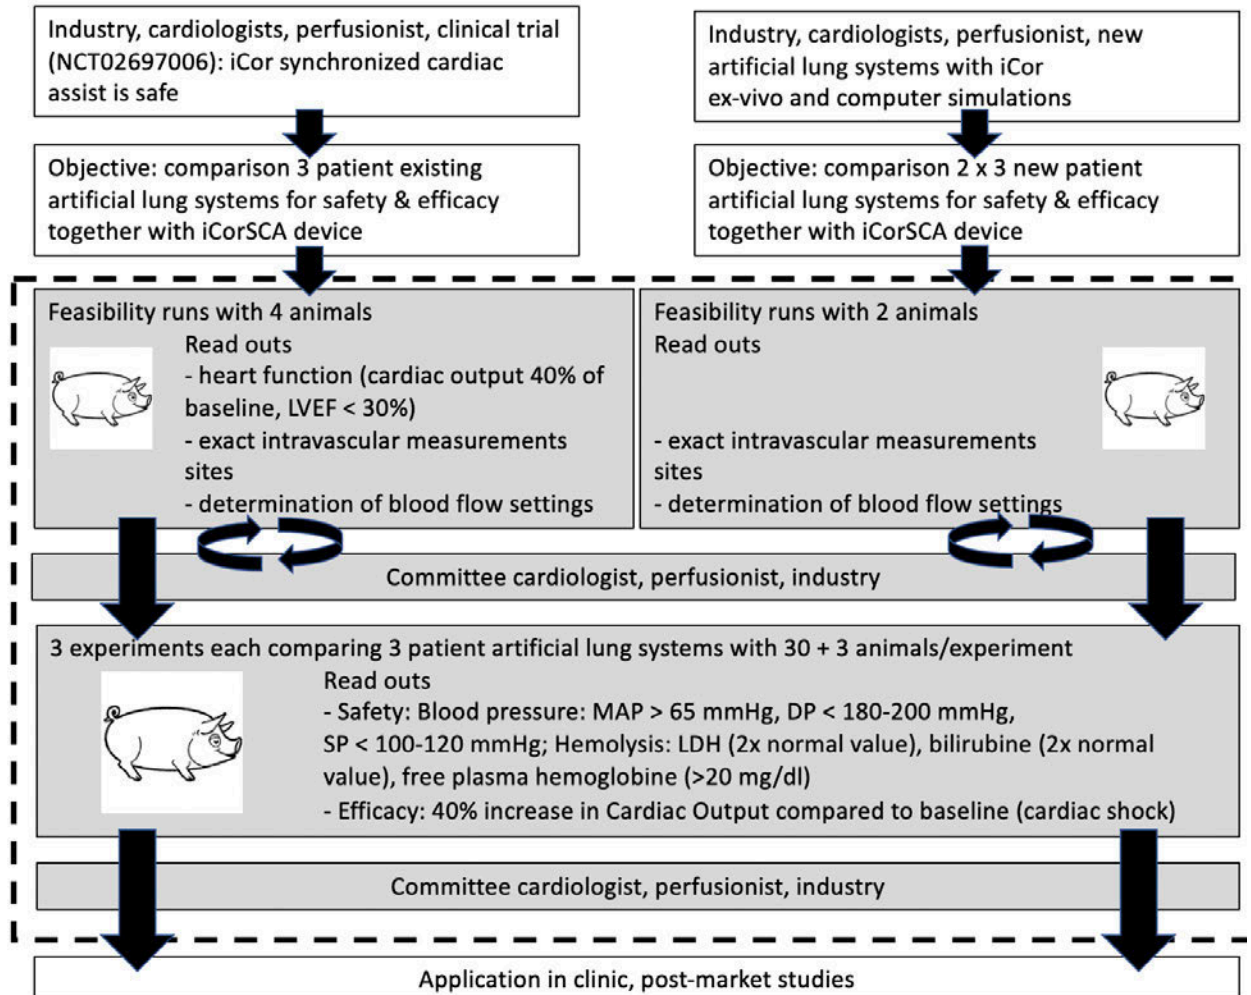 Industry, cardiologists, perfusionist, clinical trial
(NCT02697006): iCor synchronized cardiac
assist is safe
Industry, cardiologists, perfusionist, new
artificial lung systems with iCor
ex-vivo and computer simulations
Objective: comparison 3 patient existing
artificial lung systems for safety & efficacy
together with iCorSCA device
Objective: comparison 2 x 3 new patient
artificial lung systems for safety & efficacy
together with iCorSCA device
Feasibility runs with 4 animals
Read outs
- heart function (cardiac output 40% of
baseline, LVEF < 30%)
- exact intravascular measurements
sites
- determination of blood flow settings
Feasibility runs with 2 animals
Read outs
- exact intravascular measurements
sites
- determination of blood flow settings
Committee cardiologist, perfusionist, industry
3 experiments each comparing 3 patient artificial lung systems with 30 + 3 animals/experiment
Read outs
- Safety: Blood pressure: MAP > 65 mmHg, DP < 180-200 mmHg,
SP < 100-120 mmHg; Hemolysis: LDH (2x normal value), bilirubine (2x normal
value), free plasma hemoglobine (>20 mg/dl)
- Efficacy: 40% increase in Cardiac Output compared to baseline (cardiac shock)
Committee cardiologist, perfusionist, industry
Application in clinic, post-market studies